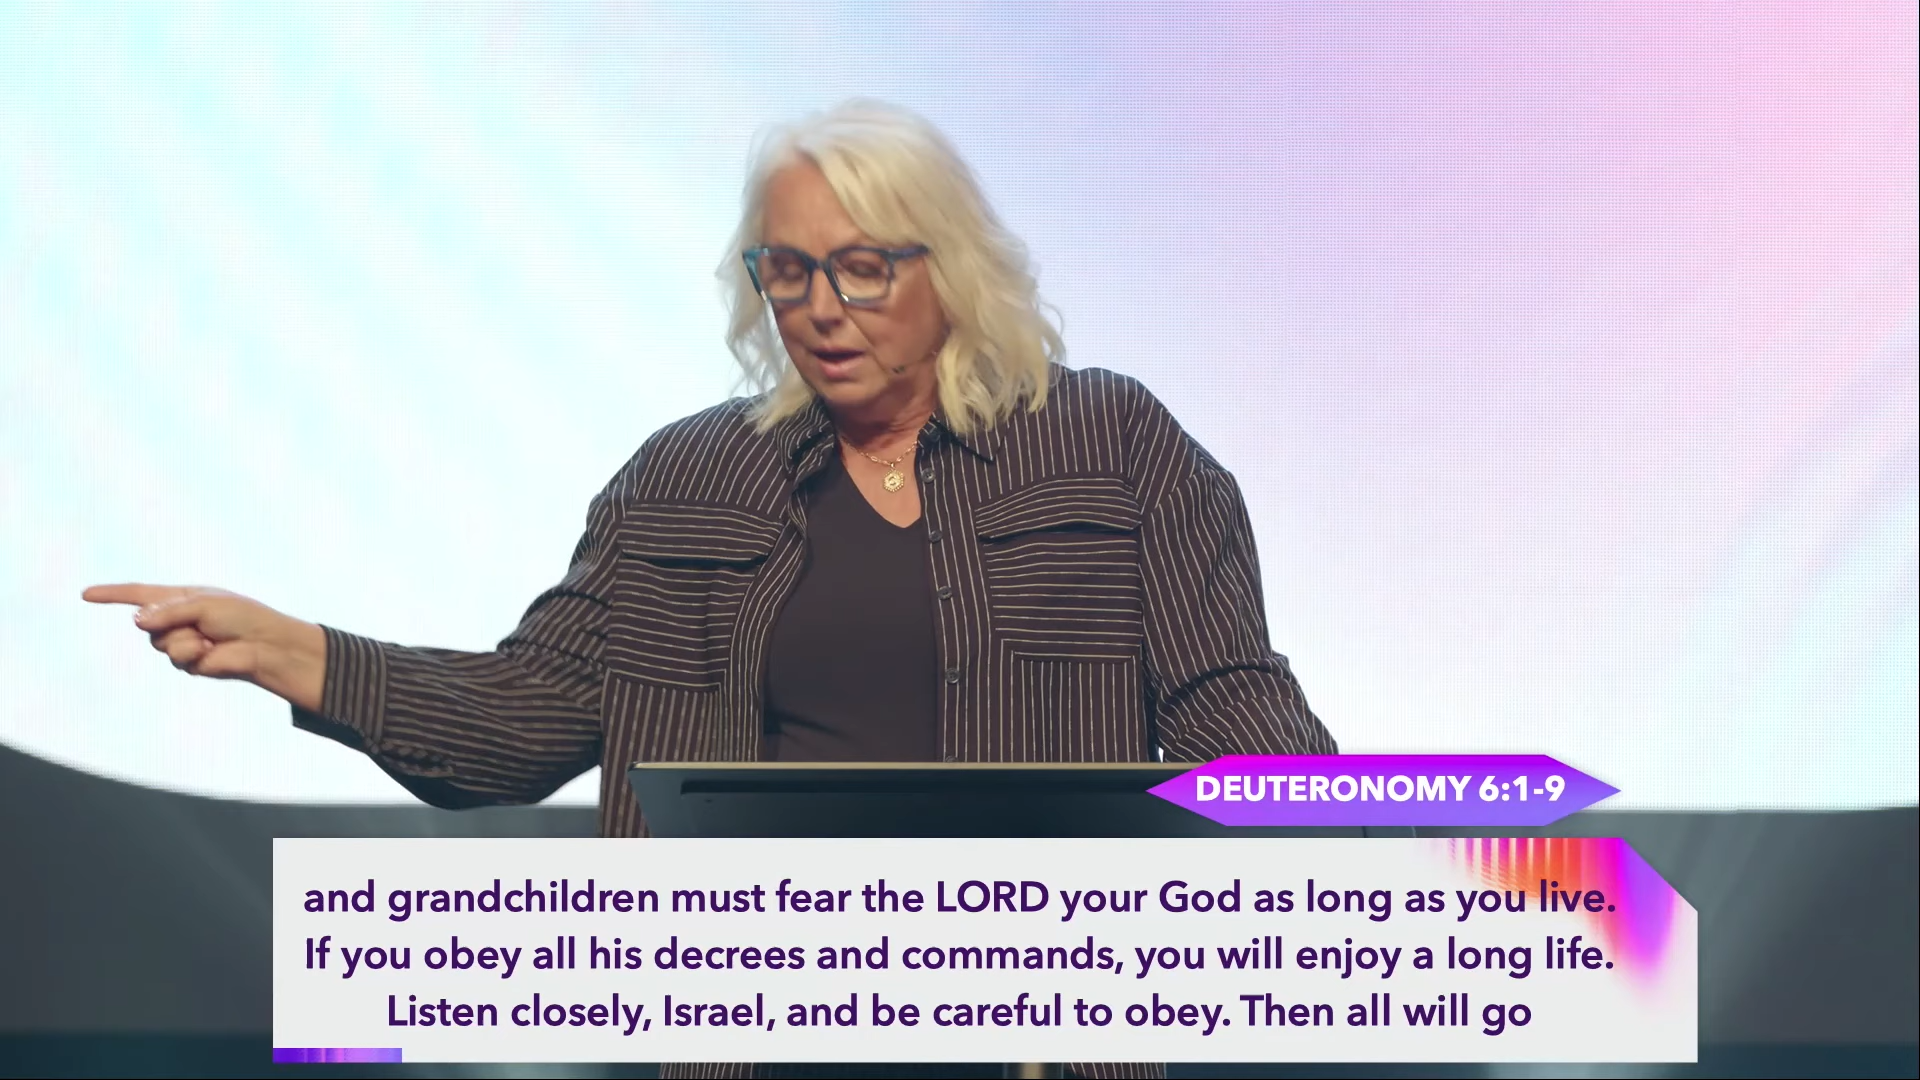 DEUTERONOMY 6:1-9
and grandchildren must fear the LORD your God as long as you live.
If you obey all his decrees and commands, you will enjoy a long life.
Listen closely, Israel, and be careful to obey. Then all will go